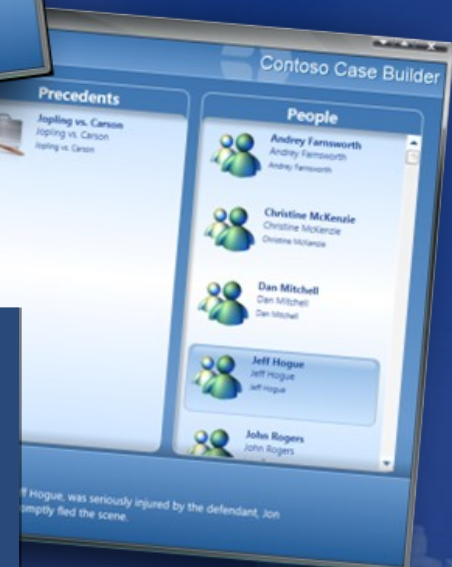 Contoso Case Builder
Precedents
Jopling vs. Carson
Jopling vs. Carson
Jopling vs. Carson
People
Andrey Farnsworth
Andrey Farnsworth
Andrey Farnsworth
Christine McKenzie
Christine McKenzie
Christine McKenzie
Dan Mitchell
Dan Mitchell
Dan Mitchell
Jeff Hogue
Jeff Hogue
Jeff Hogue
John Rogers
John Rogers
ff Hogue, was seriously injured by the defendant, Jon
omptly fled the scene.